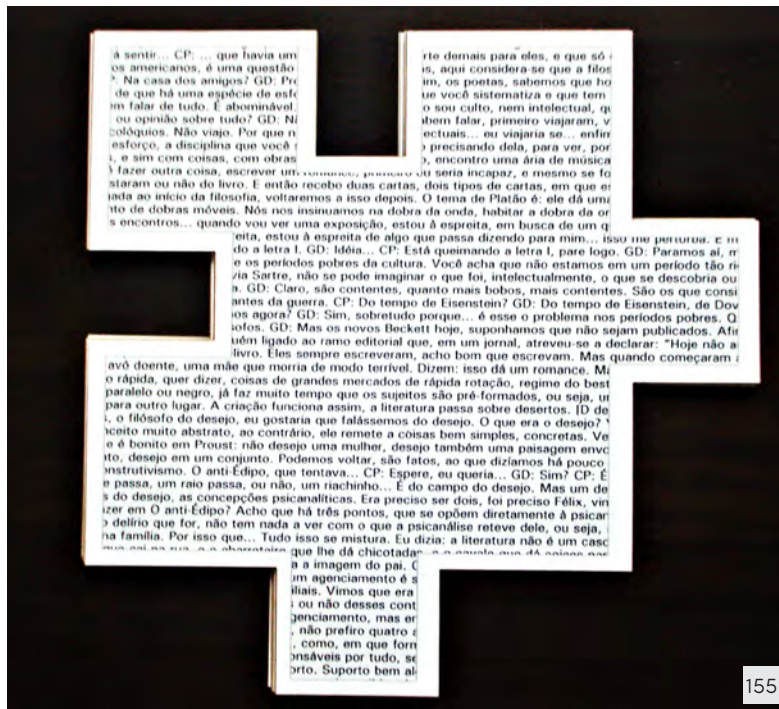 á sentir... CP: ... que havia um
os americanos, é uma questão
Na casa dos amigos? GD: Pr
de que há uma espécie de esf
m falar de tudo. É abominável.
ou opinião sobre tudo? GD: N
colóquios. Não viajo. Por que n
esforço, a disciplina que você
, e sim com coisas, com obras
rte demais para eles, e que só
is, aqui considera-se que a filos
im, os poetas, sabemos que ho
ue você sistematiza e que tem
o sou culto, nem intelectual, q
bem falar, primeiro viajaram, v
ectuais... eu viajaria se... enfin
precisando dela, para ver, por
, encontro uma ária de música
fazer outra coisa, escrever um romance, primeiro ou seria incapaz, e mesmo se fo
staram ou não do livro. E então recebo duas cartas, dois tipos de cartas, em que es
ada ao início da filosofia, voltaremos a isso depois. O tema de Platão é: ele dá uma
to de dobras móveis. Nós nos insinuamos na dobra da onda, habitar a dobra da or
s encontros... quando vou ver uma exposição, estou à espreita, em busca de um q
eita, estou à espreita de algo que passa dizendo para mim... isso me perturba. E m
do a letra I. GD: Idéia... CP: Está queimando a letra I, pare logo. GD: Paramos aí, m
e os períodos pobres da cultura. Você acha que não estamos em um período tão ri
via Sartre, não se pode imaginar o que foi, intelectualmente, o que se descobria ou
a. GD: Claro, são contentes, quanto mais bobos, mais contentes. São os que consi
antes da guerra. CP: Do tempo de Eisenstein? GD: Do tempo de Eisenstein, de Dov
os agora? GD: Sim, sobretudo porque... é esse o problema nos períodos pobres. O
sofos. GD: Mas os novos Beckett hoje, suponhamos que não sejam publicados. Afir
uém ligado ao ramo editorial que, em um jornal, atreveu-se a declarar: "Hoje não a
livro. Eles sempre escreveram, acho bom que escrevam. Mas quando começaram
avó doente, uma mãe que morria de modo terrível. Dizem: isso dá um romance. M
o rápida, quer dizer, coisas de grandes mercados de rápida rotação, regime do best
paralelo ou negro, já faz muito tempo que os sujeitos são pré-formados, ou seja, u
para outro lugar. A criação funciona assim, a literatura passa sobre desertos. ID de
, o filósofo do desejo, eu gostaria que falássemos do desejo. O que era o desejo?
nceito muito abstrato, ao contrário, ele remete a coisas bem simples, concretas. Ve
e é bonito em Proust: não desejo uma mulher, desejo também uma paisagem envo
to, desejo em um conjunto. Podemos voltar, são fatos, ao que dizíamos há pouco
nstrutivismo. O anti-Édipo, que tentava... CP: Espere, eu queria... GD: Sim? CP: É
e passa, um raio passa, ou não, um riachinho... É do campo do desejo. Mas um de
s do desejo, as concepções psicanalíticas. Era preciso ser dois, foi preciso Félix, vin
izer em O anti-Édipo? Acho que há três pontos, que se opõem diretamente à psicar
o delírio que for, não tem nada a ver com o que a psicanálise reteve dele, ou seja,
na família. Por isso que... Tudo isso se mistura. Eu dizia: a literatura não é um casc
que lhe dá chicotadas
a a imagem do pai. C
um agenciamento é s
iliais. Vimos que era
ou não desses cont
genciamento, mas er
, não prefiro quatro
, como, em que forn
onsáveis por tudo, se
orto. Suporto bem al
155